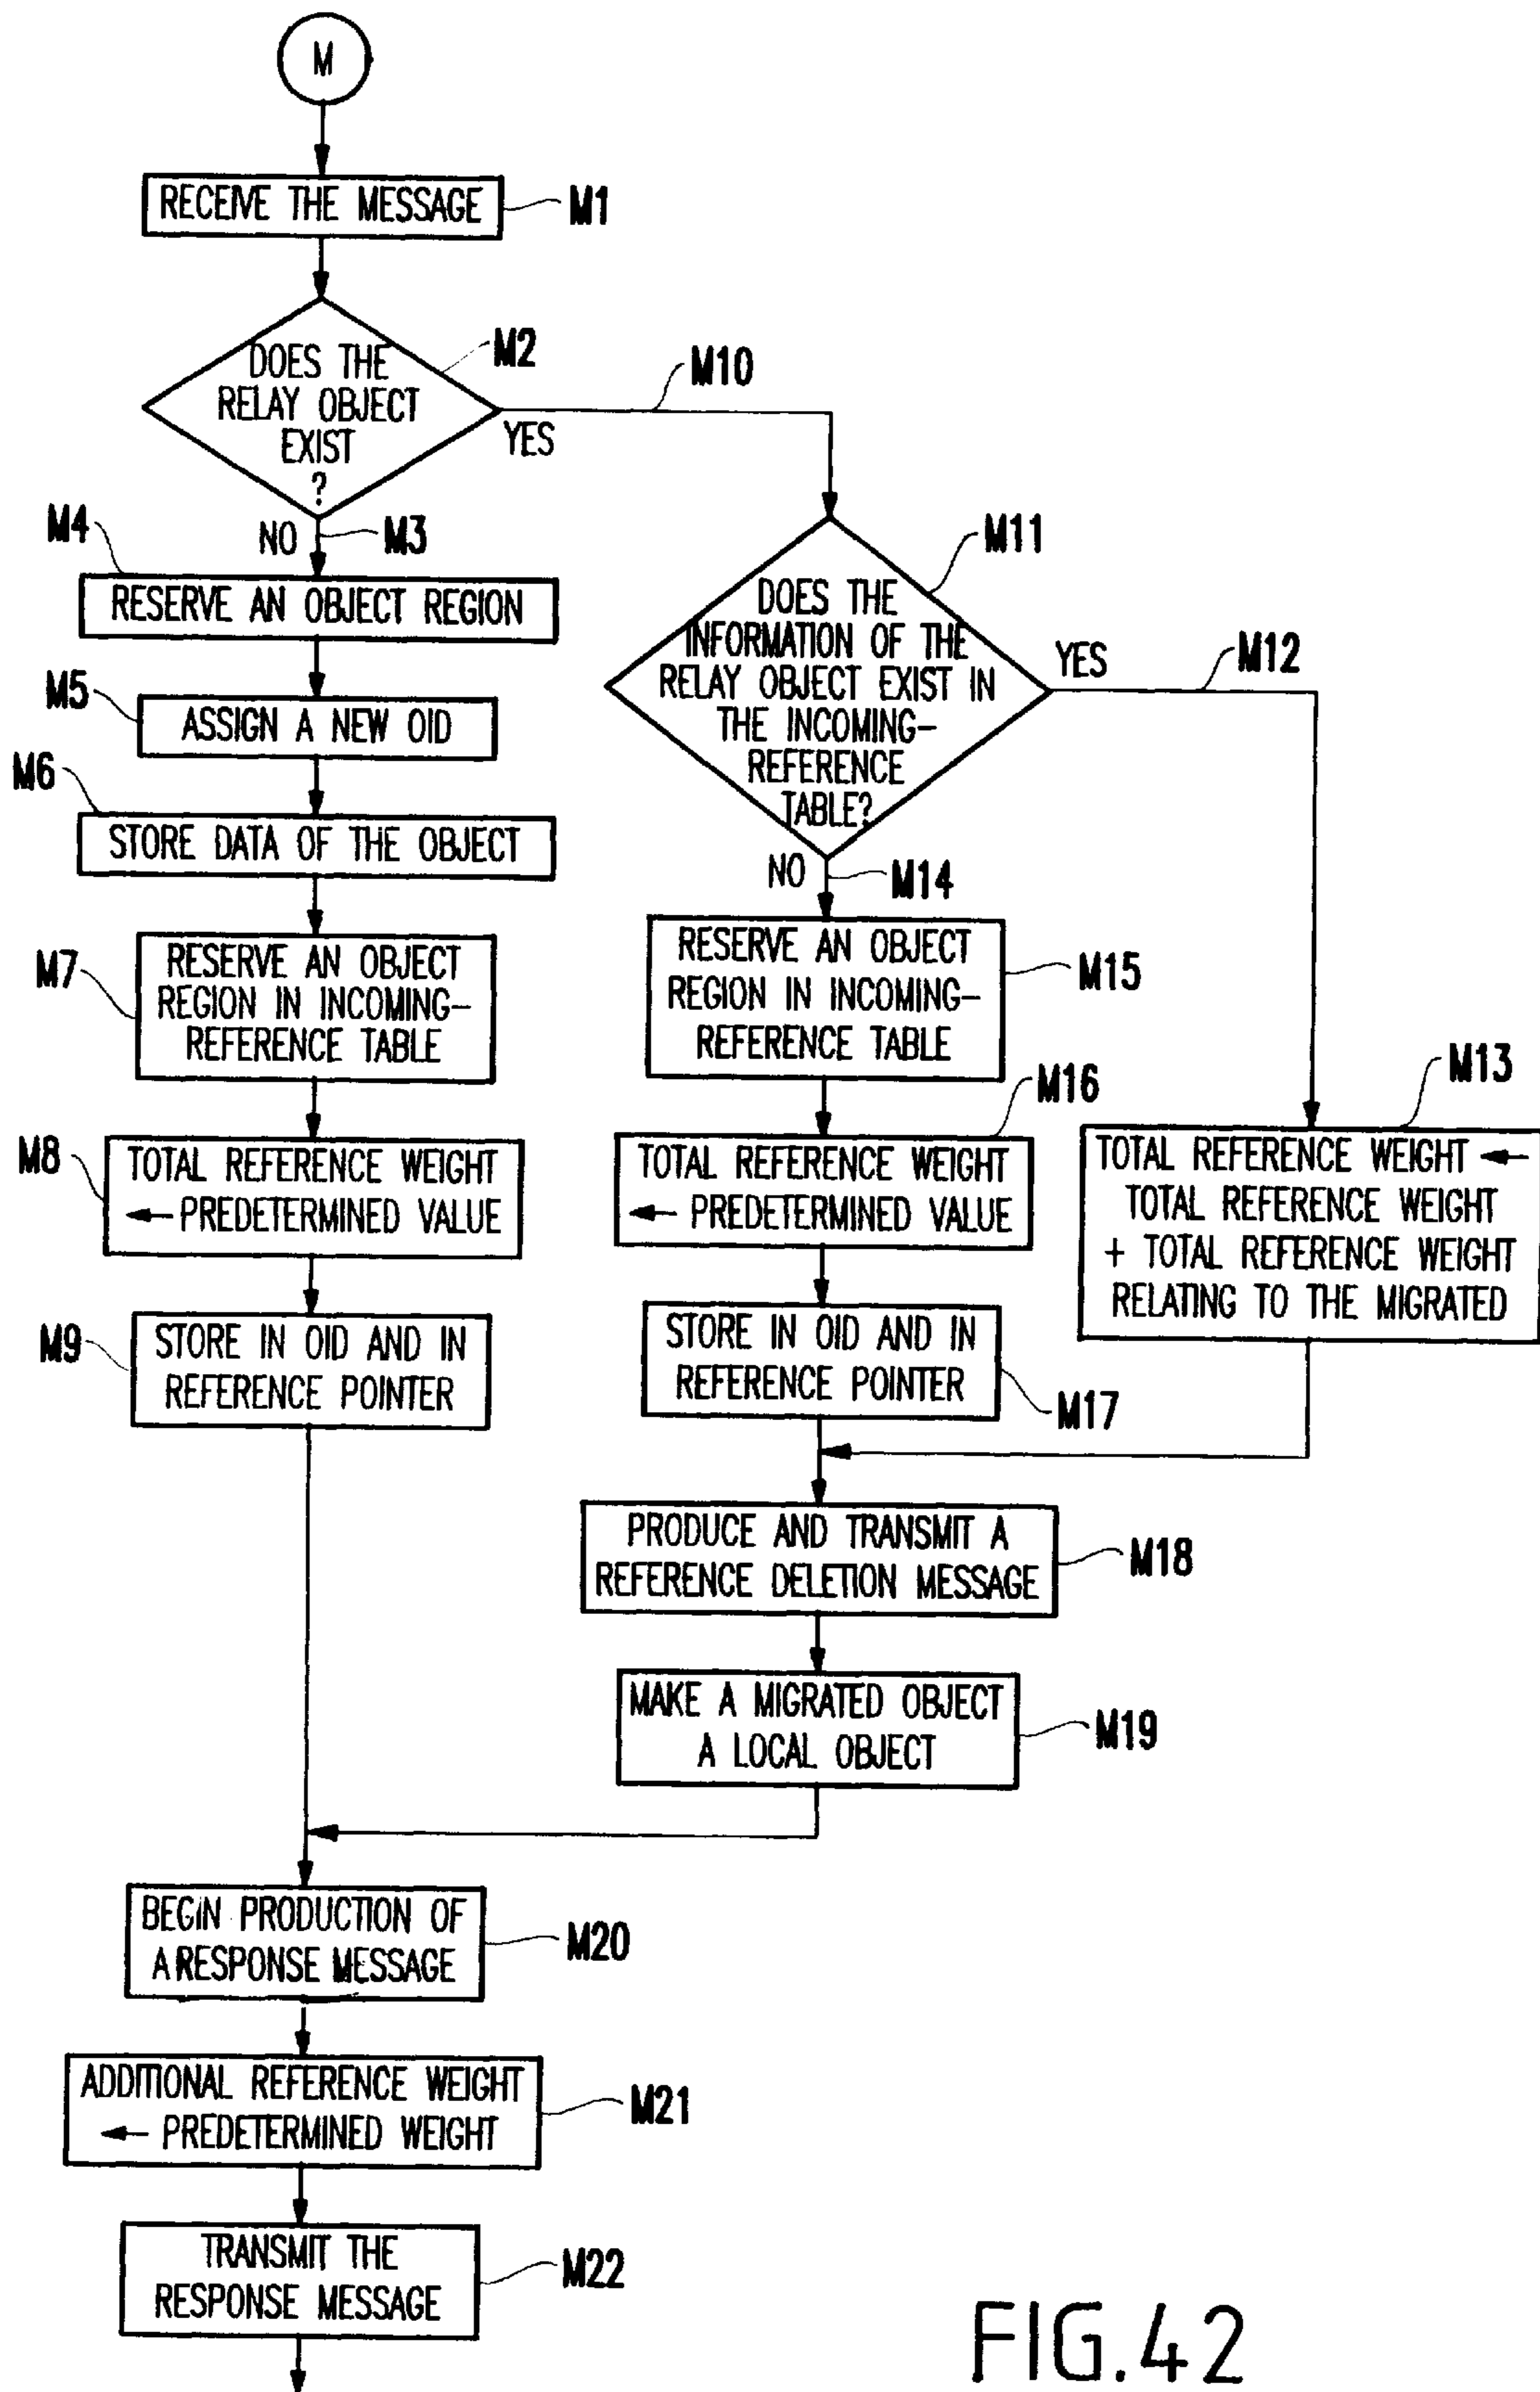 M
RECEIVE THE MESSAGE
M1
DOES THE
RELAY OBJECT
EXIST
?
M2
M10
YES
NO
M3
M4
RESERVE AN OBJECT REGION
M5
ASSIGN A NEW OID
M6
STORE DATA OF THE OBJECT
M7
RESERVE AN OBJECT
REGION IN INCOMING-
REFERENCE TABLE
M8
TOTAL REFERENCE WEIGHT
← PREDETERMINED VALUE
M9
STORE IN OID AND IN
REFERENCE POINTER
M11
DOES THE
INFORMATION OF THE
RELAY OBJECT EXIST IN
THE INCOMING-
REFERENCE
TABLE?
YES
M12
NO
M14
RESERVE AN OBJECT
REGION IN INCOMING-
REFERENCE TABLE
M15
M16
TOTAL REFERENCE WEIGHT
← PREDETERMINED VALUE
M13
TOTAL REFERENCE WEIGHT ←
TOTAL REFERENCE WEIGHT
+ TOTAL REFERENCE WEIGHT
RELATING TO THE MIGRATED
STORE IN OID AND IN
REFERENCE POINTER
M17
PRODUCE AND TRANSMIT A
REFERENCE DELETION MESSAGE
M18
MAKE A MIGRATED OBJECT
A LOCAL OBJECT
M19
BEGIN PRODUCTION OF
A RESPONSE MESSAGE
M20
ADDITIONAL REFERENCE WEIGHT
← PREDETERMINED WEIGHT
M21
TRANSMIT THE
RESPONSE MESSAGE
M22
FIG.42